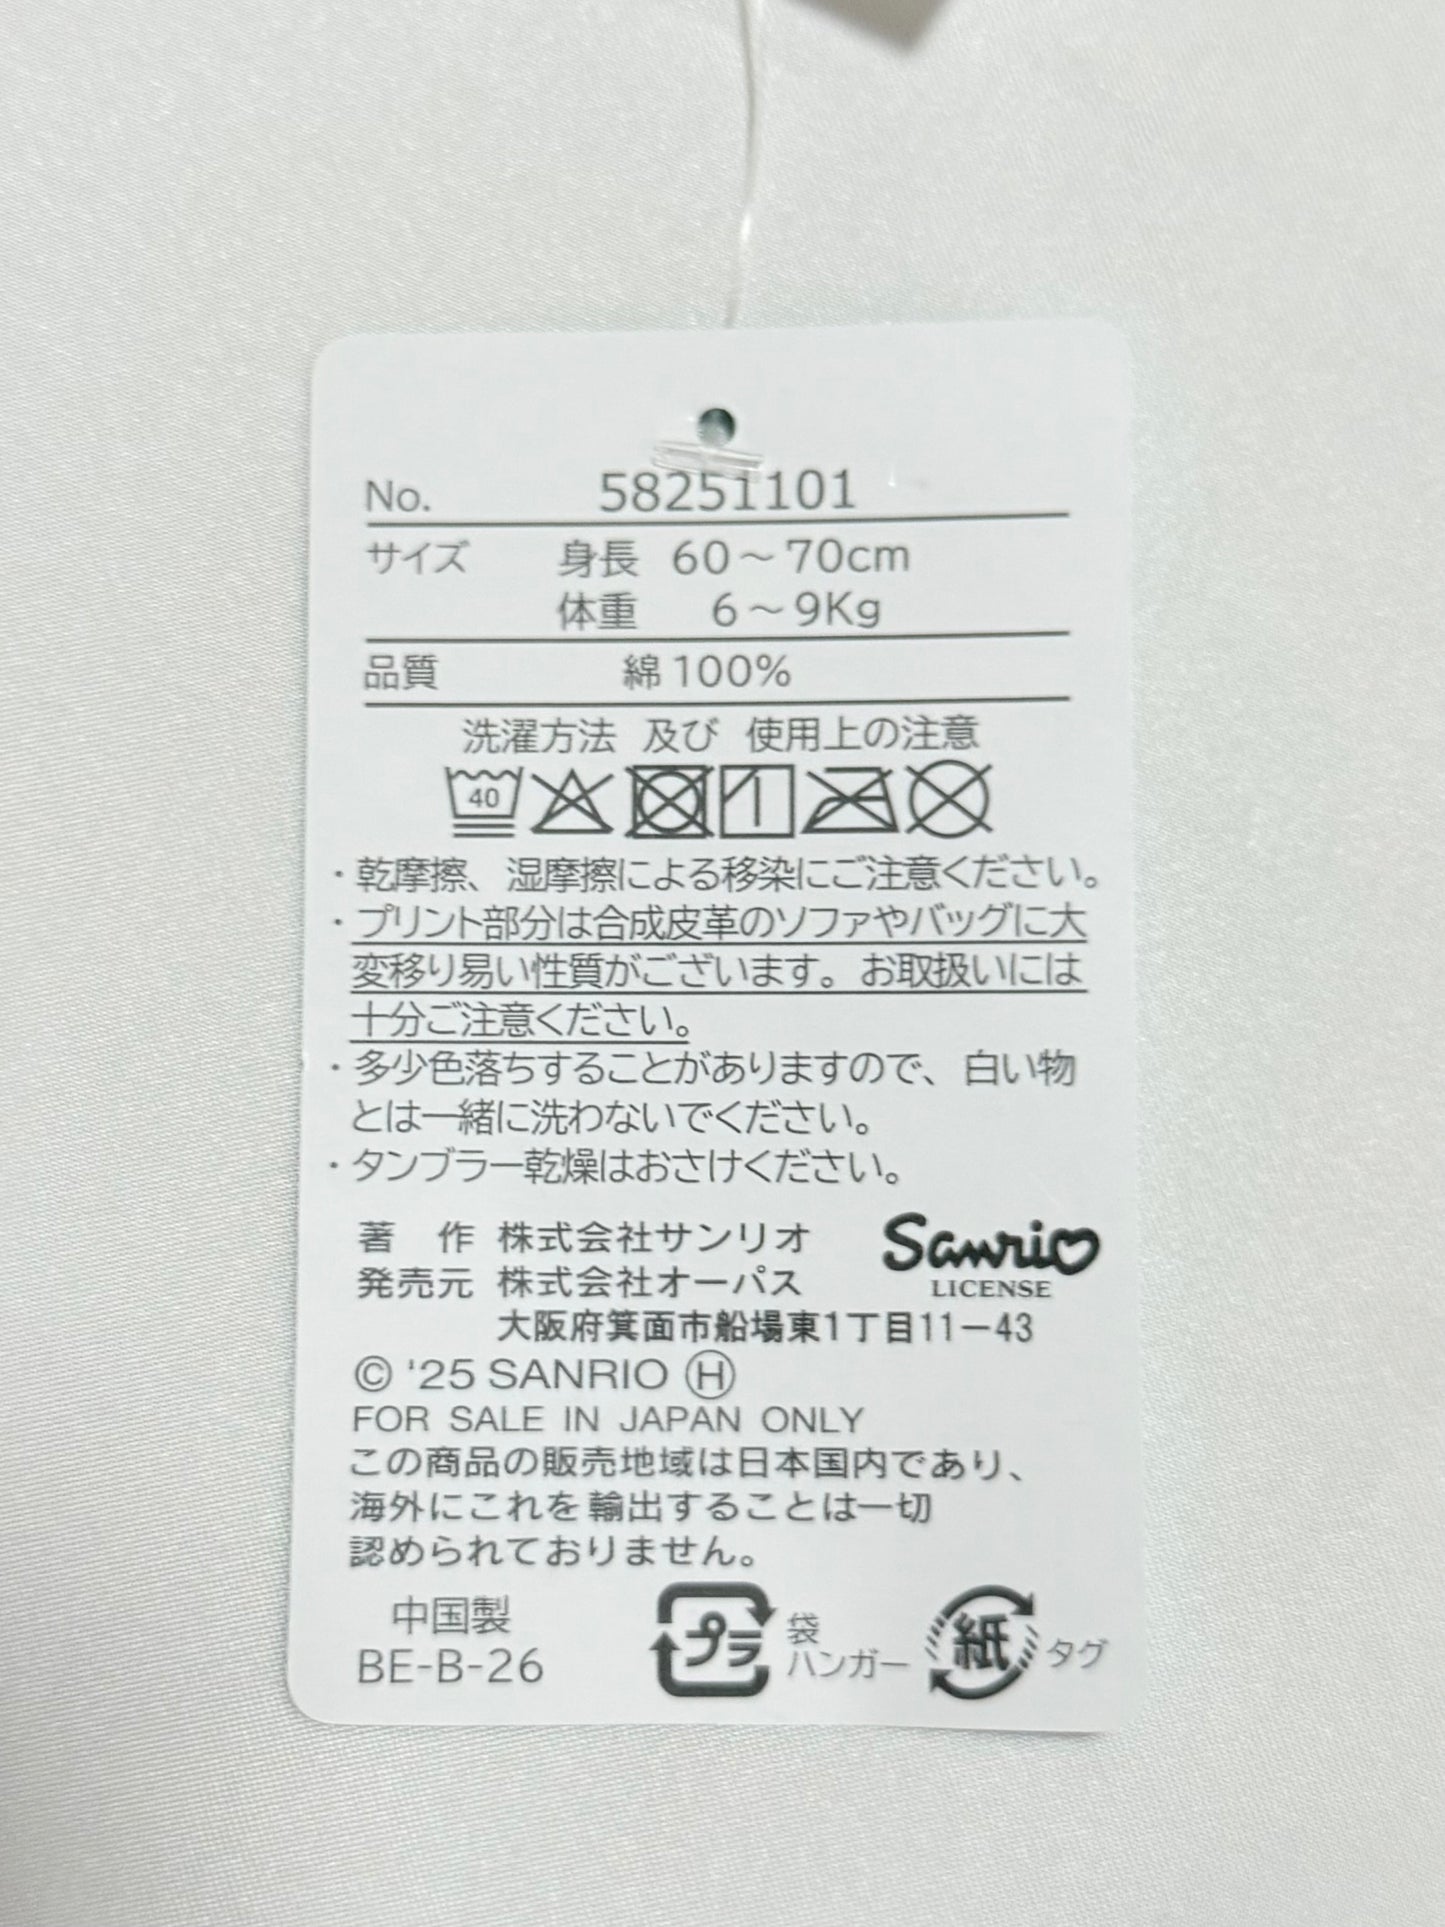 No. 58251101
サイズ 身長 60～70cm
体重 6～9Kg
品質 綿100%
洗濯方法 及び 使用上の注意
40
・乾摩擦、湿摩擦による移染にご注意ください。
・プリント部分は合成皮革のソファやバッグに大
変移り易い性質がございます。お取扱いには
十分ご注意ください。
・多少色落ちすることがありますので、白い物
とは一緒に洗わないでください。
・タンブラー乾燥はおさけください。
著 作 株式会社サンリオ
発売元 株式会社オーパス
Sanrio
LICENSE
大阪府箕面市船場東1丁目11－43
© '25 SANRIO Ⓗ
FOR SALE IN JAPAN ONLY
この商品の販売地域は日本国内であり、
海外にこれを輸出することは一切
認められておりません。
中国製
BE-B-26
プラ 袋
ハンガー
紙 タグ